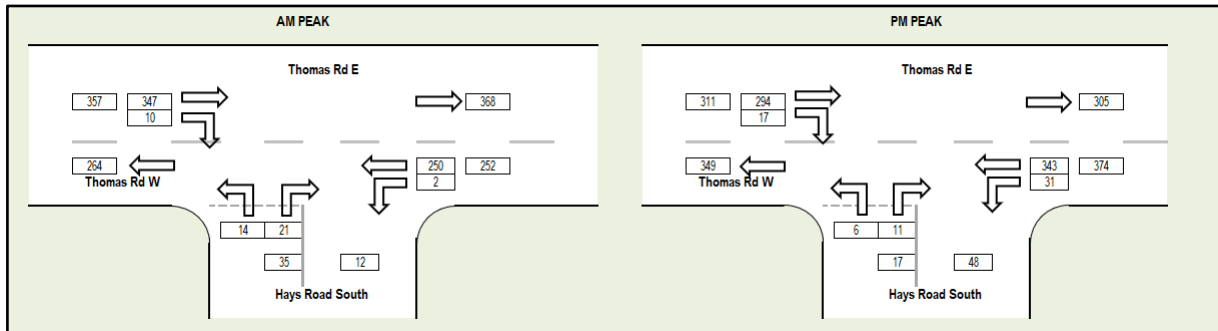 AM PEAK
Thomas Rd E
357 347 368
10
264 250 252
Thomas Rd W 2
14 21
35 12
Hays Road South
PM PEAK
Thomas Rd E
311 294 305
17
349 343 374
Thomas Rd W 31
6 11
17 48
Hays Road South